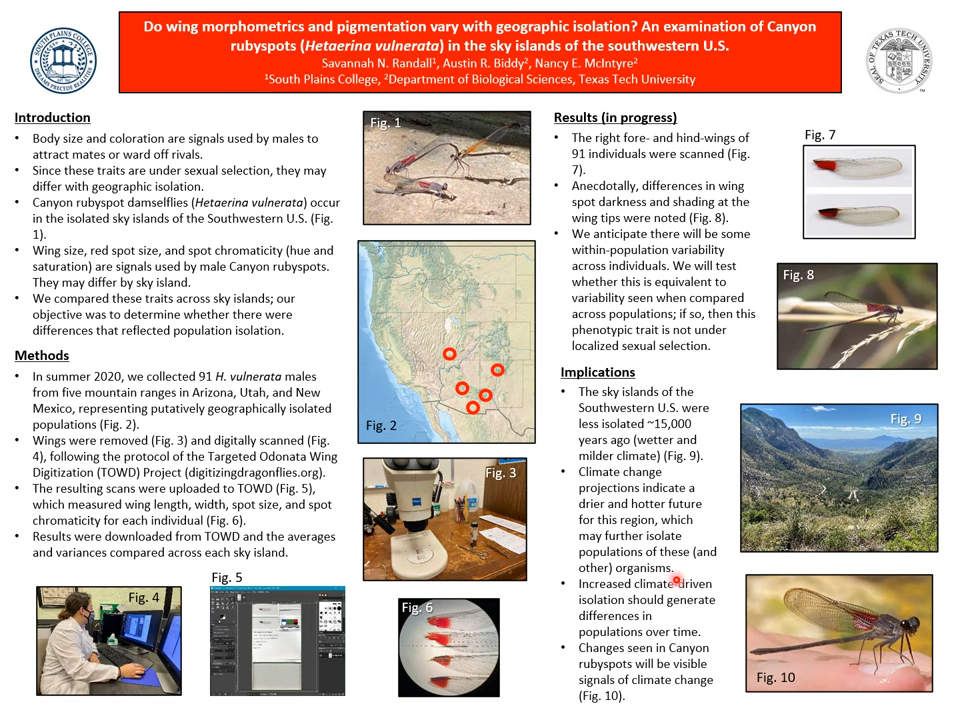 Do wing morphometrics and pigmentation vary with geographic isolation? An examination of Canyon
rubyspots (Hetaerina vulnerata) in the sky islands of the southwestern U.S.
Savannah N. Randall¹, Austin R. Biddy², Nancy E. McIntyre²
¹South Plains College, ²Department of Biological Sciences, Texas Tech University
SOUTH PLAINS COLLEGE
DREAMS PRECEDE REALITIES
SEAL OF TEXAS TECH UNIVERSITY
Introduction
• Body size and coloration are signals used by males to
attract mates or ward off rivals.
• Since these traits are under sexual selection, they may
differ with geographic isolation.
• Canyon rubyspot damselflies (Hetaerina vulnerata) occur
in the isolated sky islands of the Southwestern U.S. (Fig.
1).
• Wing size, red spot size, and spot chromaticity (hue and
saturation) are signals used by male Canyon rubyspots.
They may differ by sky island.
• We compared these traits across sky islands; our
objective was to determine whether there were
differences that reflected population isolation.
Methods
• In summer 2020, we collected 91 H. vulnerata males
from five mountain ranges in Arizona, Utah, and New
Mexico, representing putatively geographically isolated
populations (Fig. 2).
• Wings were removed (Fig. 3) and digitally scanned (Fig.
4), following the protocol of the Targeted Odonata Wing
Digitization (TOWD) Project (digitizingdragonflies.org).
• The resulting scans were uploaded to TOWD (Fig. 5),
which measured wing length, width, spot size, and spot
chromaticity for each individual (Fig. 6).
• Results were downloaded from TOWD and the averages
and variances compared across each sky island.
Fig. 4
Fig. 5
Fig. 1
Fig. 2
Fig. 3
Fig. 6
Results (in progress)
• The right fore- and hind-wings of
91 individuals were scanned (Fig.
7).
• Anecdotally, differences in wing
spot darkness and shading at the
wing tips were noted (Fig. 8).
• We anticipate there will be some
within-population variability
across individuals. We will test
whether this is equivalent to
variability seen when compared
across populations; if so, then this
phenotypic trait is not under
localized sexual selection.
Implications
• The sky islands of the
Southwestern U.S. were
less isolated ~15,000
years ago (wetter and
milder climate) (Fig. 9).
• Climate change
projections indicate a
drier and hotter future
for this region, which
may further isolate
populations of these (and
other) organisms.
• Increased climate-driven
isolation should generate
differences in
populations over time.
• Changes seen in Canyon
rubyspots will be visible
signals of climate change
(Fig. 10).
Fig. 7
Fig. 8
Fig. 9
Fig. 10